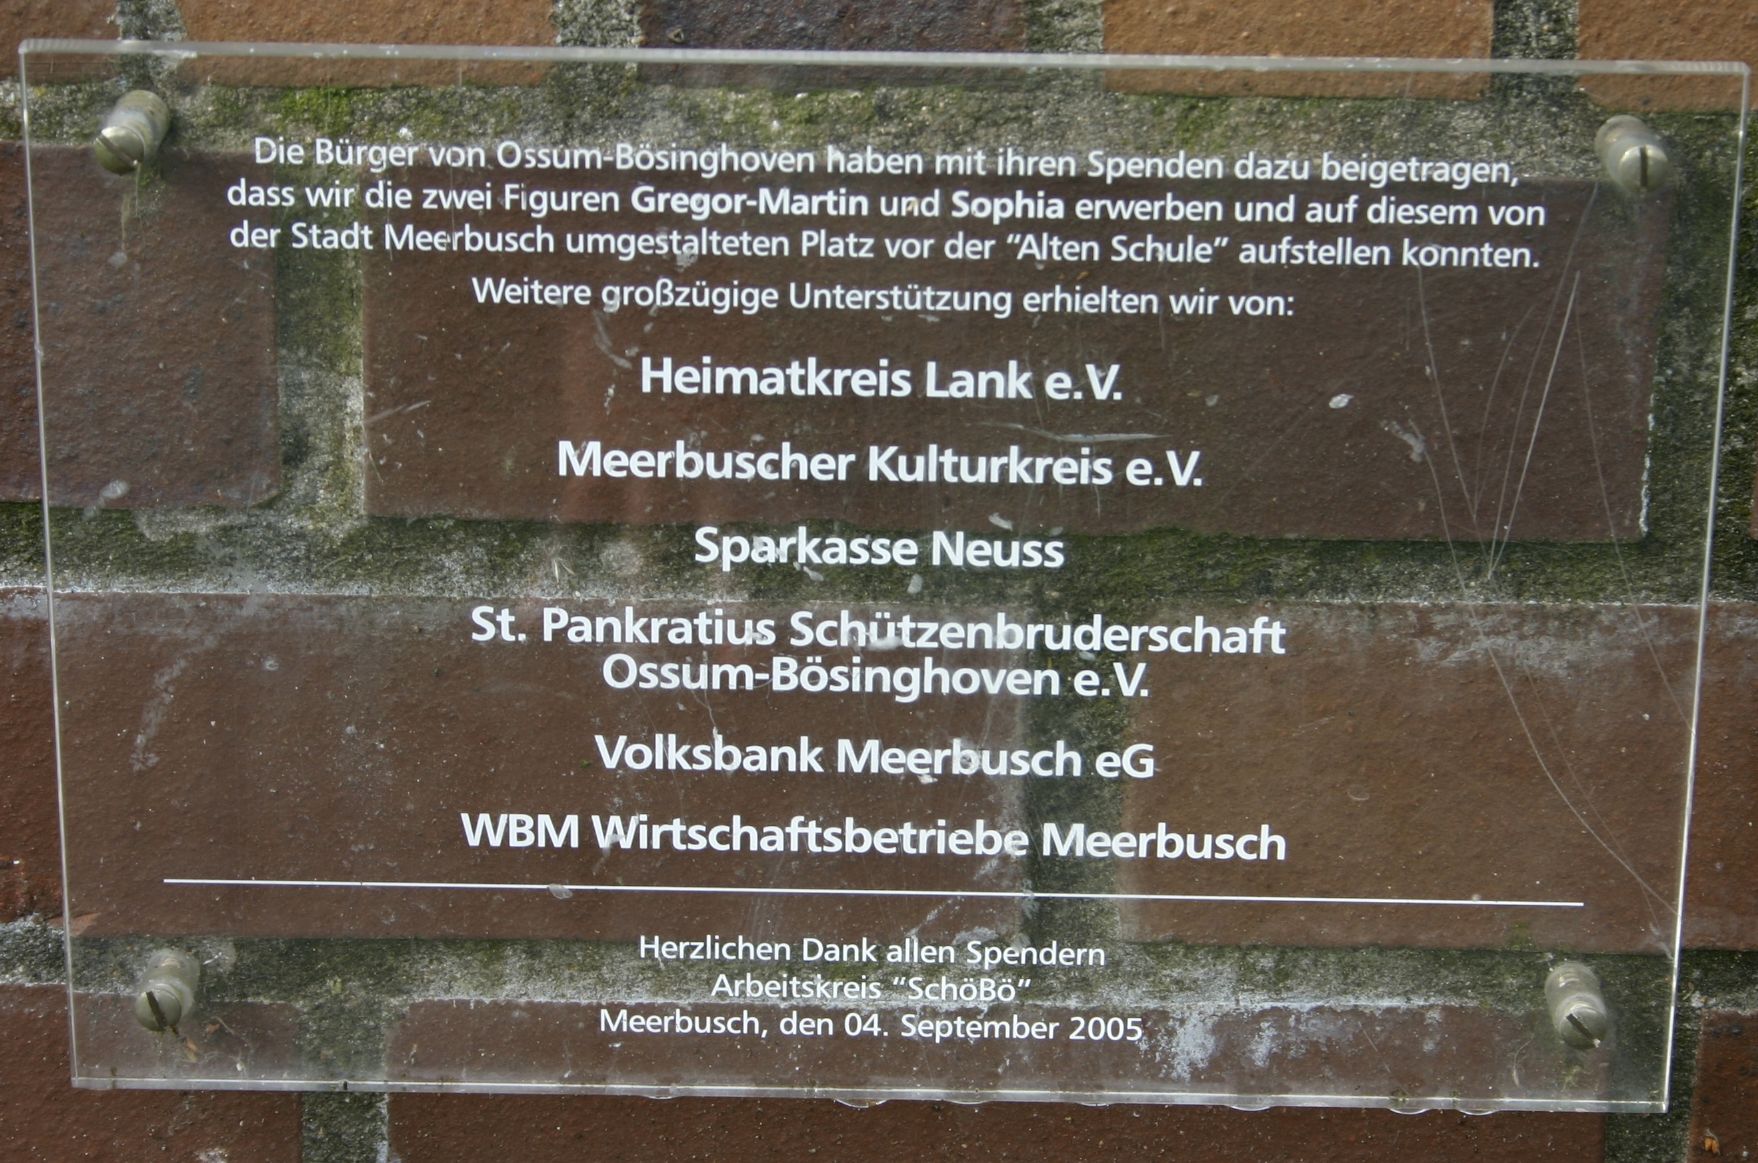 Die Bürger von Ossum-Bösinghoven haben mit ihren Spenden dazu beigetragen,
dass wir die zwei Figuren Gregor-Martin und Sophia erwerben und auf diesem von
der Stadt Meerbusch umgestalteten Platz vor der "Alten Schule" aufstellen konnten.
Weitere großzügige Unterstützung erhielten wir von:
Heimatkreis Lank e.V.
Meerbuscher Kulturkreis e.V.
Sparkasse Neuss
St. Pankratius Schützenbruderschaft
Ossum-Bösinghoven e.V.
Volksbank Meerbusch eG
WBM Wirtschaftsbetriebe Meerbusch
Herzlichen Dank allen Spendern
Arbeitskreis "SchöBö"
Meerbusch, den 04. September 2005